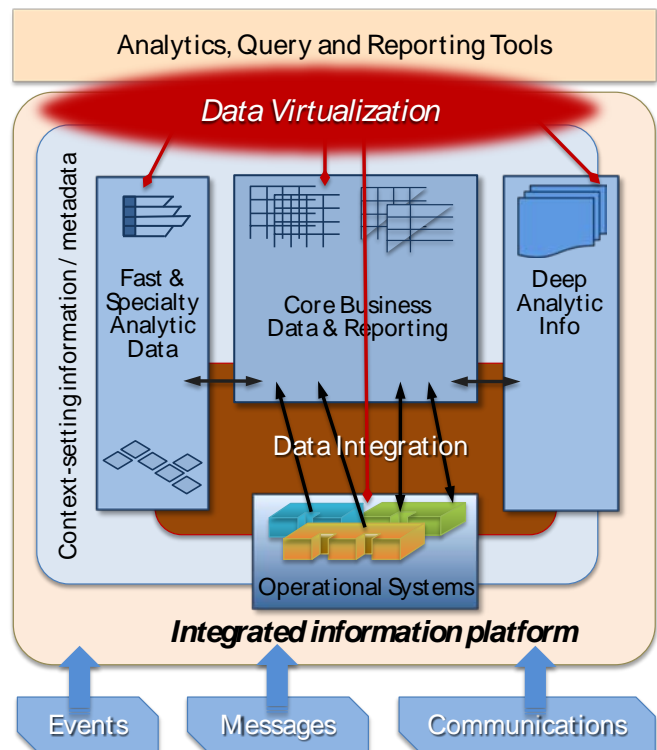 Analytics, Query and Reporting Tools
Data Virtualization
Context-setting information / metadata
Fast &
Specialty
Analytic
Data
Core Business
Data & Reporting
Deep
Analytic
Info
Data Integration
Operational Systems
Integrated information platform
Events
Messages
Communications